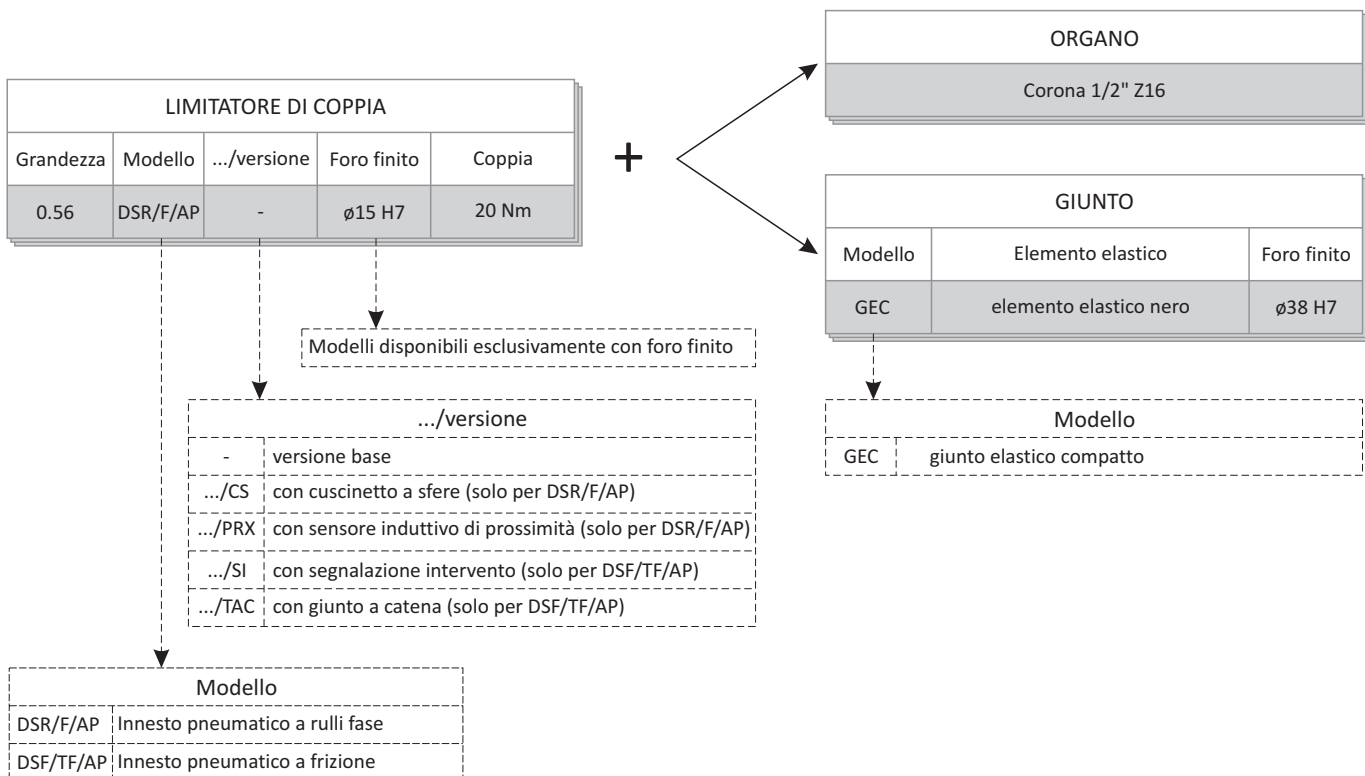 LIMITATORE DI COPPIA
Grandezza Modello .../versione Foro finito Coppia
0.56 DSR/F/AP - ø15 H7 20 Nm
+
ORGANO
Corona 1/2" Z16
GIUNTO
Modello Elemento elastico Foro finito
GEC elemento elastico nero ø38 H7
Modelli disponibili esclusivamente con foro finito
.../versione
- versione base
.../CS con cuscinetto a sfere (solo per DSR/F/AP)
.../PRX con sensore induttivo di prossimità (solo per DSR/F/AP)
.../SI con segnalazione intervento (solo per DSF/TF/AP)
.../TAC con giunto a catena (solo per DSF/TF/AP)
Modello
GEC giunto elastico compatto
Modello
DSR/F/AP Innesto pneumatico a rulli fase
DSF/TF/AP Innesto pneumatico a frizione